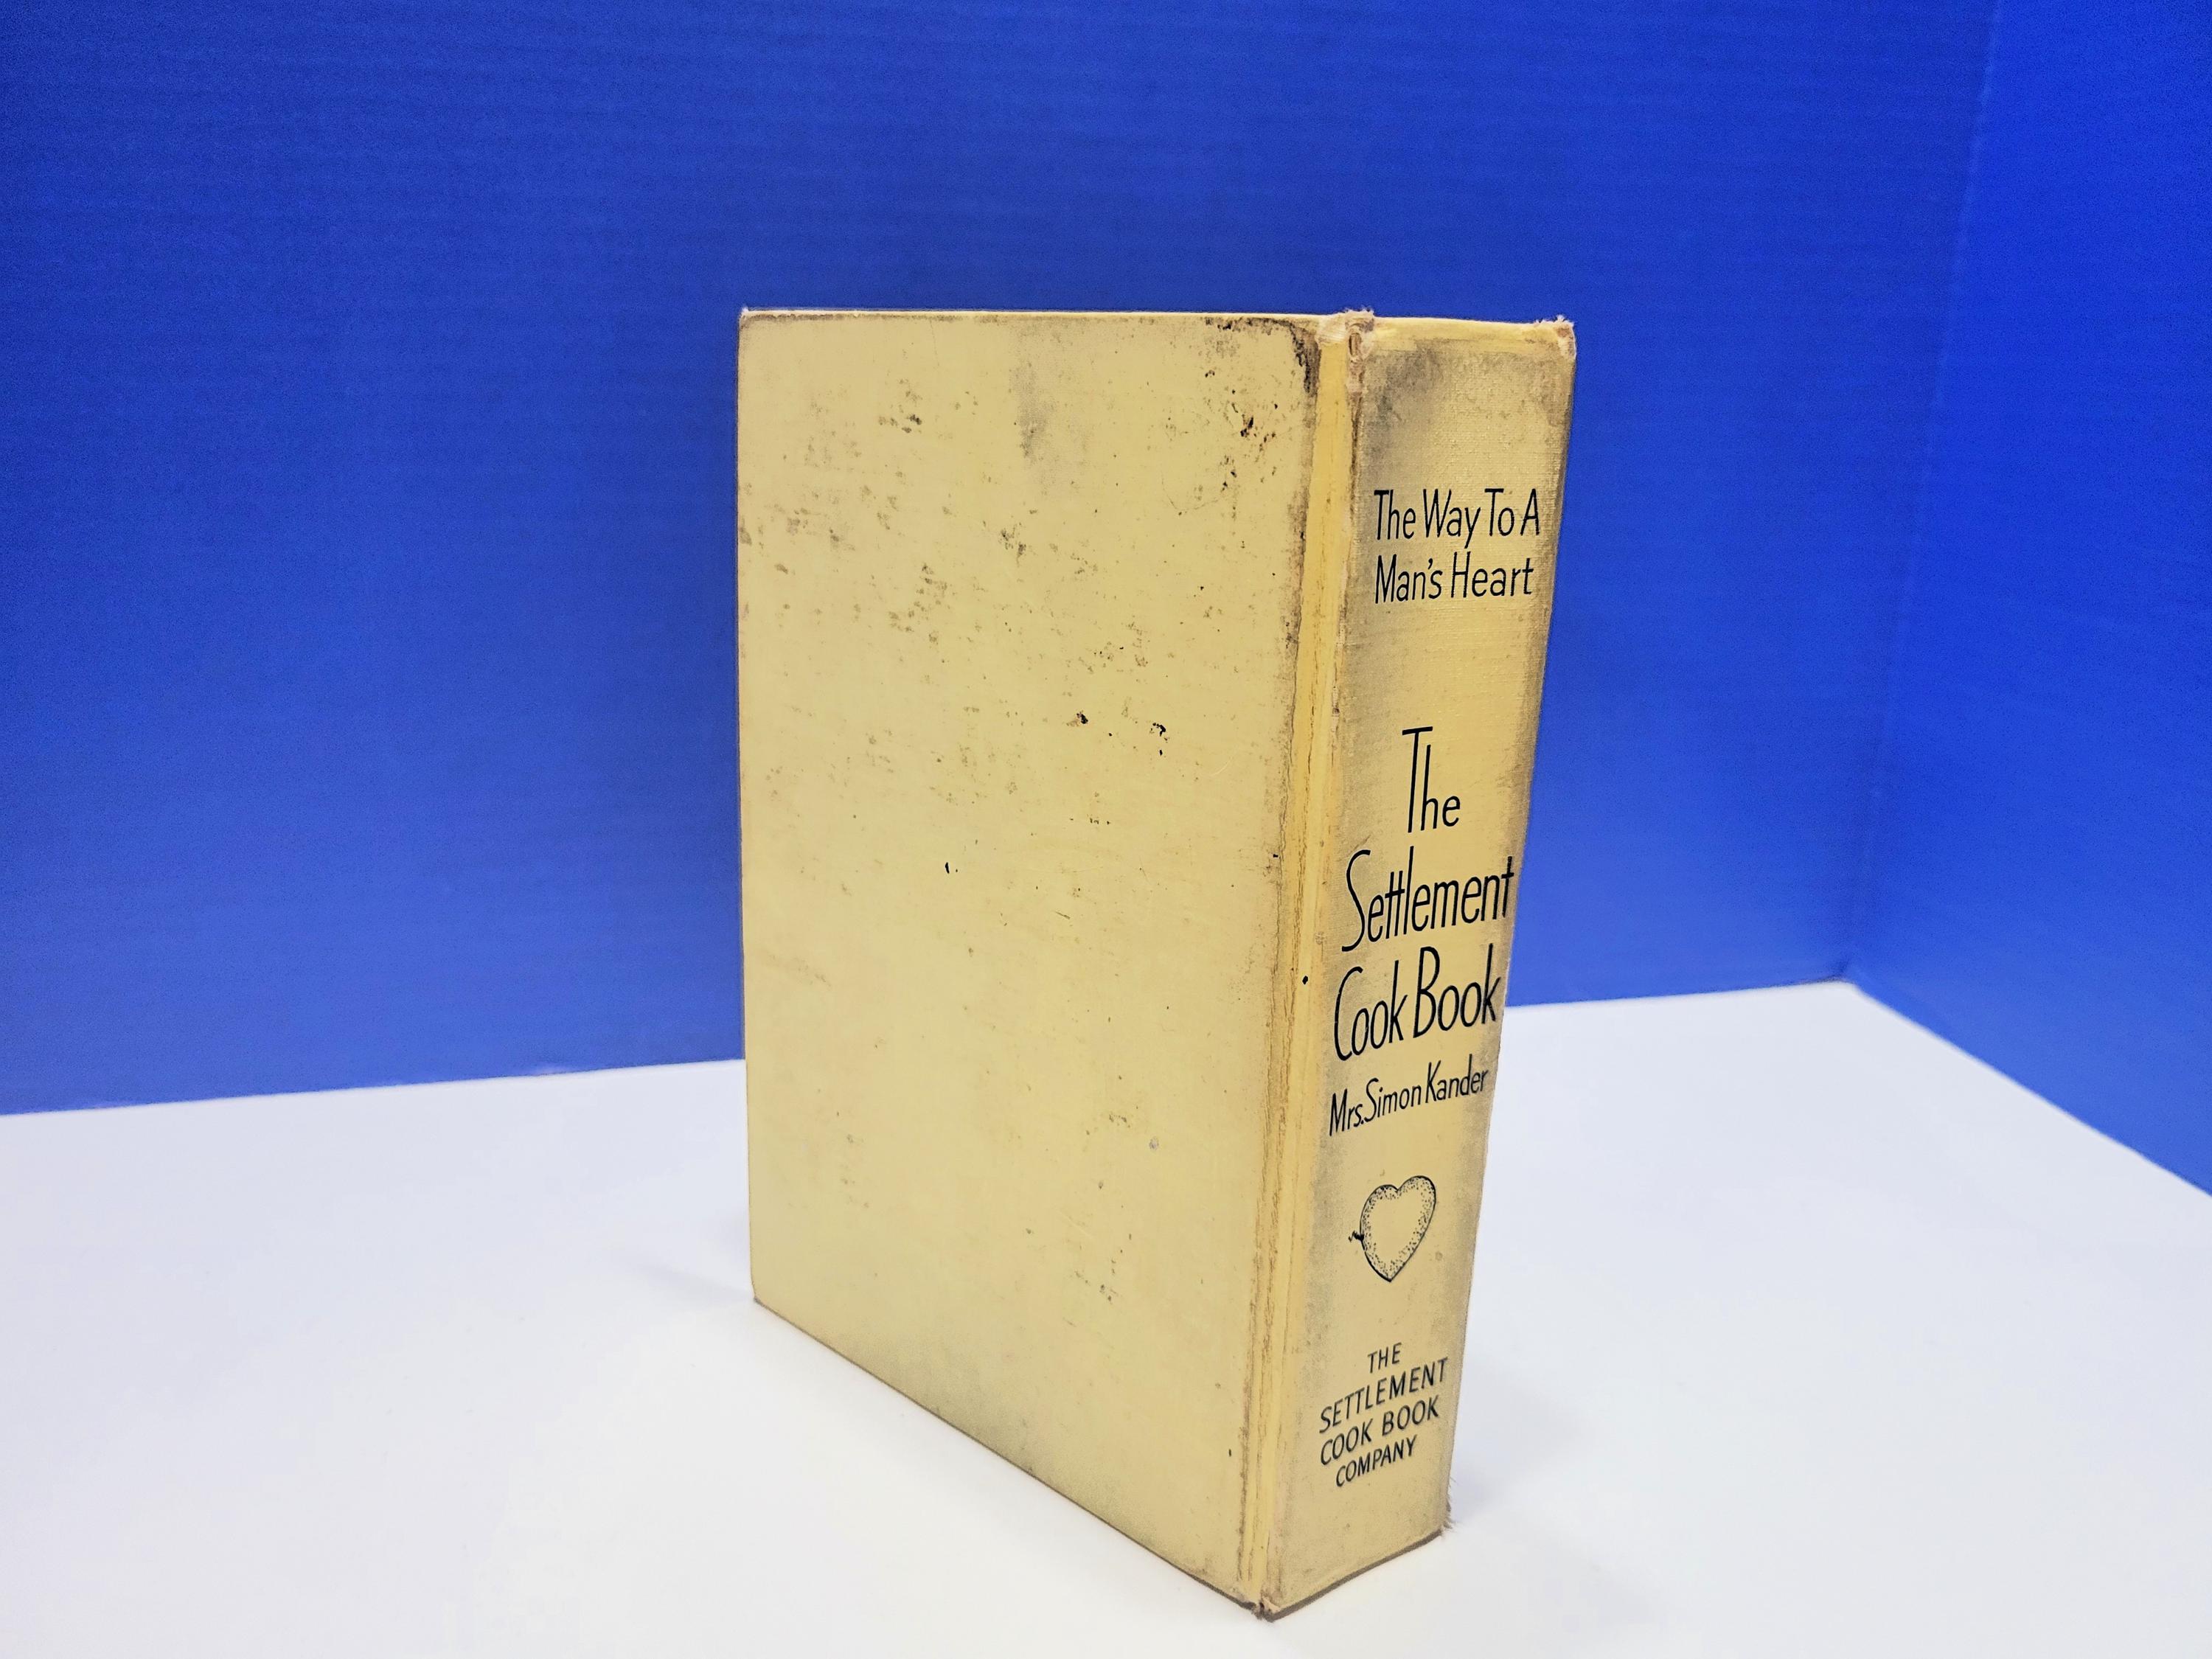 The Way To A
Man's Heart
The
Settlement
Cook Book
Mrs. Simon Kander
THE
SETTLEMENT
COOK BOOK
COMPANY